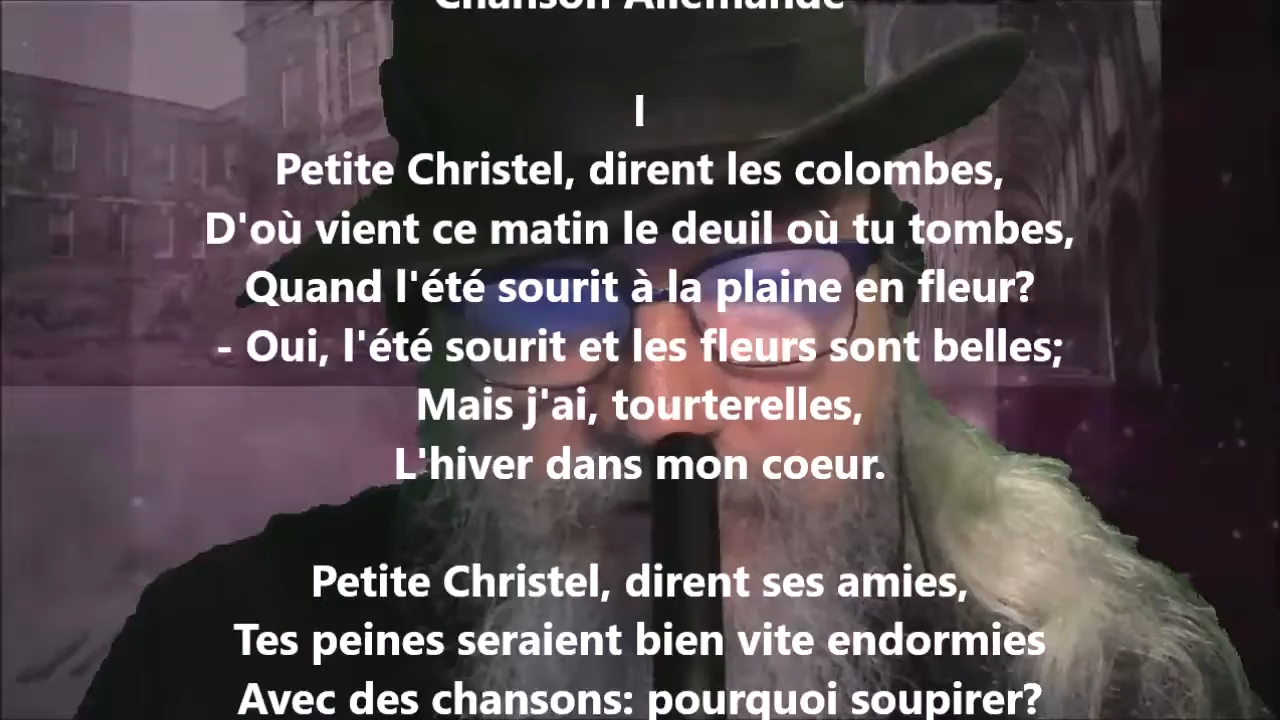 Chanson Allemande
I
Petite Christel, dirent les colombes,
D'où vient ce matin le deuil où tu tombes,
Quand l'été sourit à la plaine en fleur?
- Oui, l'été sourit et les fleurs sont belles;
Mais j'ai, tourterelles,
L'hiver dans mon coeur.
Petite Christel, dirent ses amies,
Tes peines seraient bien vite endormies
Avec des chansons: pourquoi soupirer?